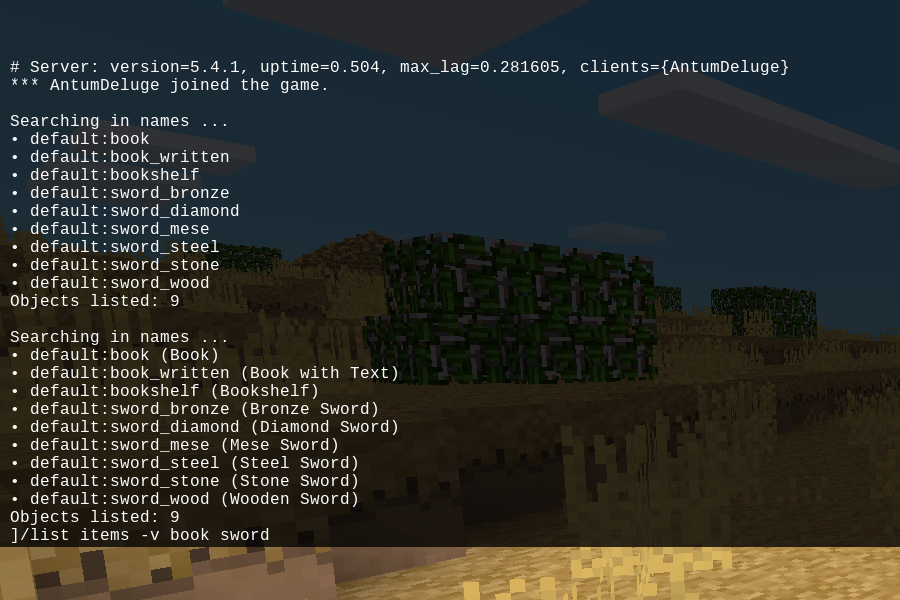 # Server: version=5.4.1, uptime=0.504, max_lag=0.281605, clients={AntumDeluge}
*** AntumDeluge joined the game.
Searching in names ...
• default:book
• default:book_written
• default:bookshelf
• default:sword_bronze
• default:sword_diamond
• default:sword_mese
• default:sword_steel
• default:sword_stone
• default:sword_wood
Objects listed: 9
Searching in names ...
• default:book (Book)
• default:book_written (Book with Text)
• default:bookshelf (Bookshelf)
• default:sword_bronze (Bronze Sword)
• default:sword_diamond (Diamond Sword)
• default:sword_mese (Mese Sword)
• default:sword_steel (Steel Sword)
• default:sword_stone (Stone Sword)
• default:sword_wood (Wooden Sword)
Objects listed: 9
]/list items -v book sword